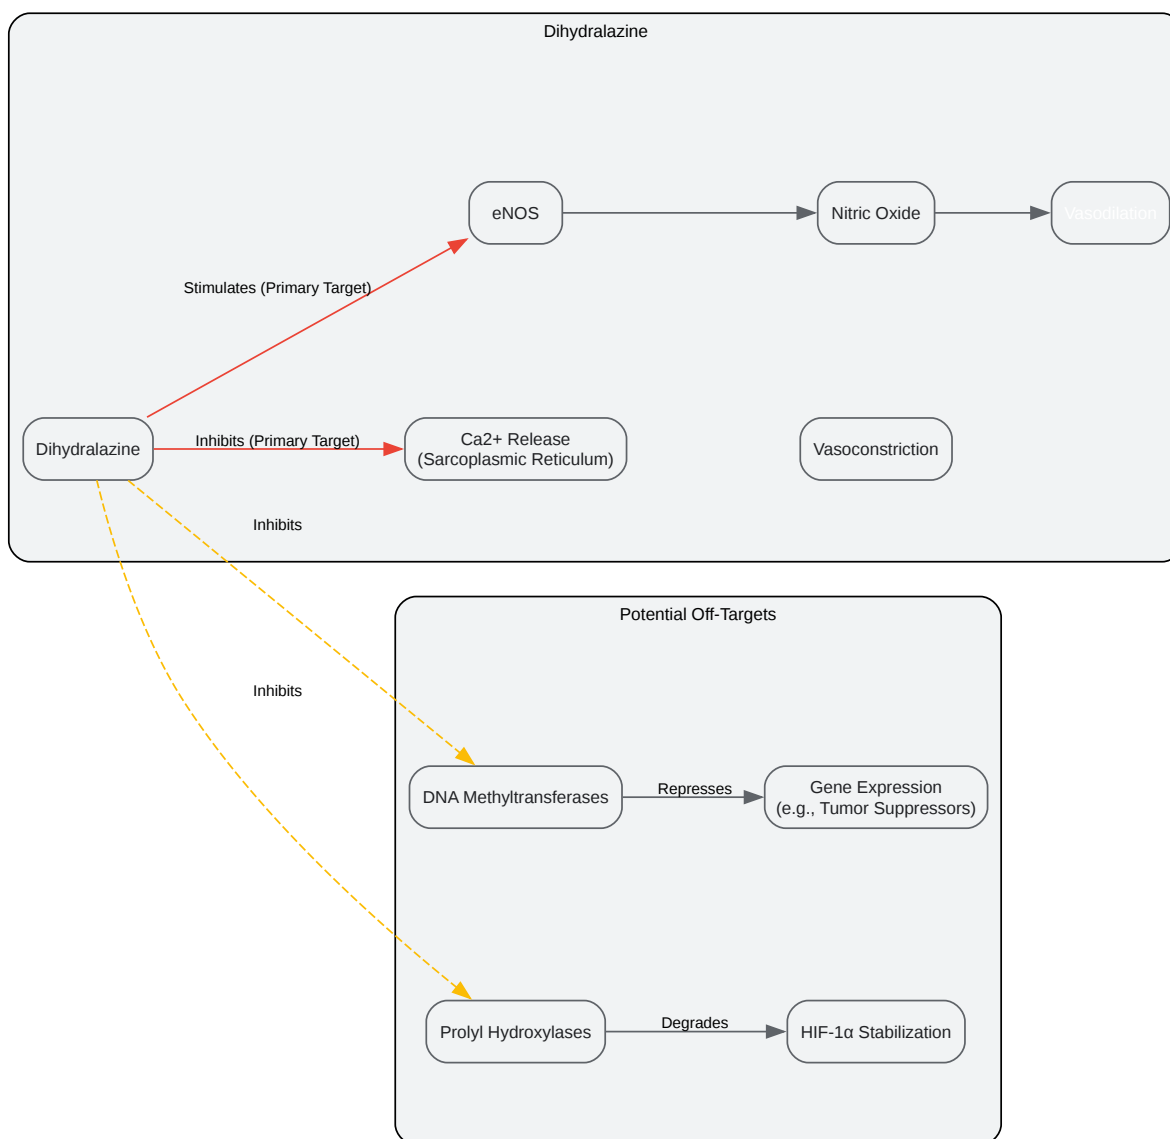 Dihydralazine
eNOS
Nitric Oxide
Vasodilation
Stimulates (Primary Target)
Dihydralazine
Inhibits (Primary Target)
Ca2+ Release
(Sarcoplasmic Reticulum)
Vasoconstriction
Inhibits
Potential Off-Targets
Inhibits
DNA Methyltransferases
Represses
Gene Expression
(e.g., Tumor Suppressors)
Prolyl Hydroxylases
Degrades
HIF-1α Stabilization